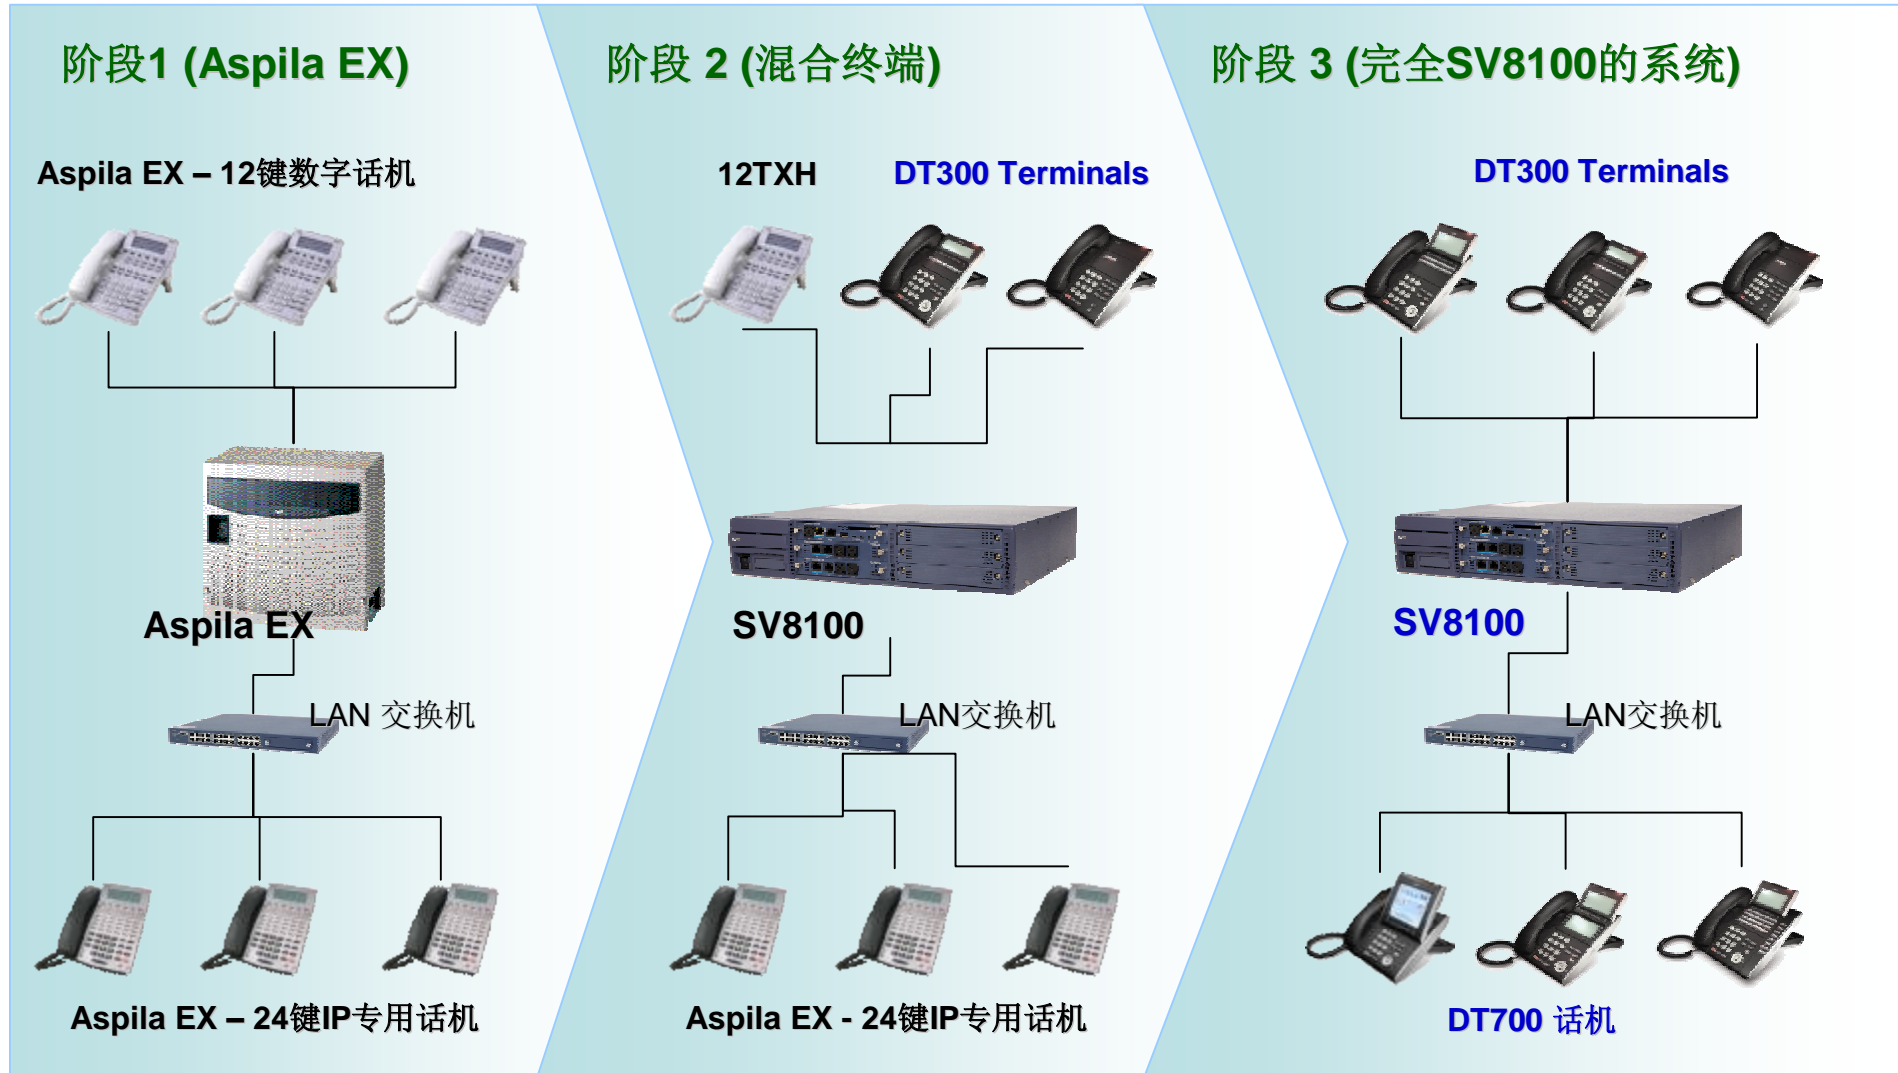 阶段1 (Aspila EX)
阶段 2 (混合终端)
阶段 3 (完全SV8100的系统)
Aspila EX – 12键数字话机
12TXH
DT300 Terminals
DT300 Terminals
Aspila EX
SV8100
SV8100
LAN 交换机
LAN交换机
LAN交换机
Aspila EX – 24键IP专用话机
Aspila EX - 24键IP专用话机
DT700 话机